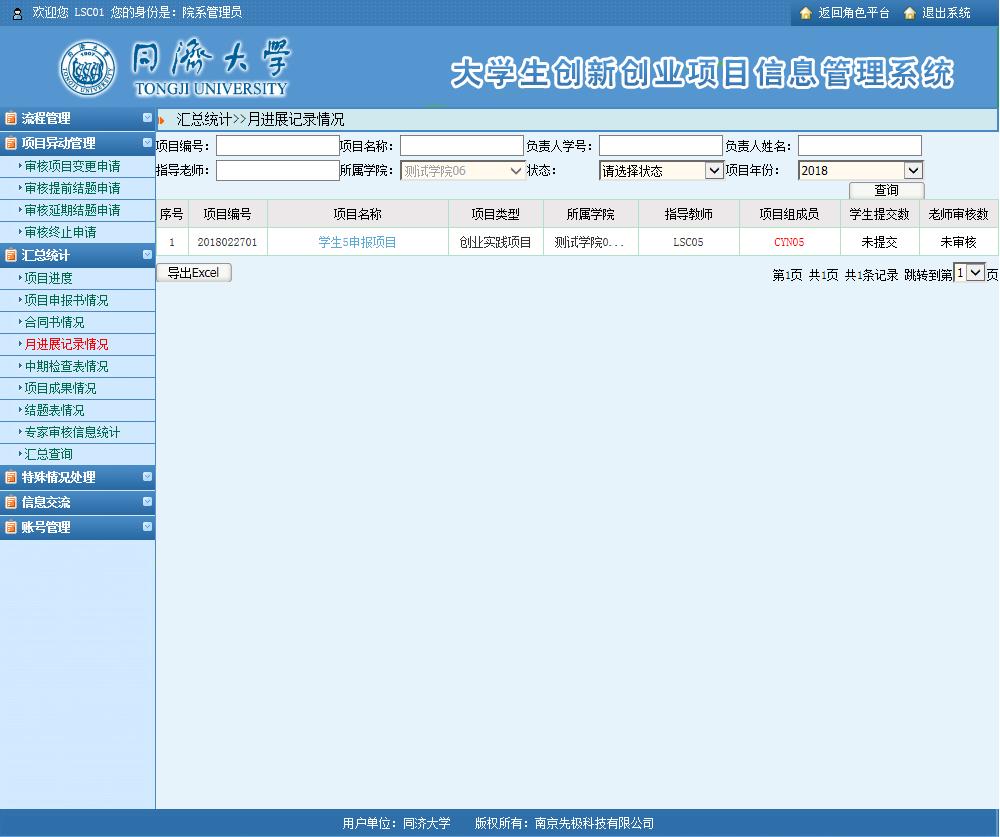 欢迎您 LSC01 您的身份是：院系管理员 返回角色平台 退出系统
同濟大学
TONGJI UNIVERSITY
大学生创新创业项目信息管理系统
流程管理
项目异动管理
审核项目变更申请
审核提前结题申请
审核延期结题申请
审核终止申请
汇总统计
项目进度
项目申报书情况
合同书情况
月进展记录情况
中期检查表情况
项目成果情况
结题表情况
专家审核信息统计
汇总查询
特殊情况处理
信息交流
账号管理
汇总统计>>月进展记录情况
项目编号： 项目名称： 负责人学号： 负责人姓名：
指导老师： 所属学院： 测试学院06 状态： 请选择状态 项目年份： 2018
查询
序号 项目编号 项目名称 项目类型 所属学院 指导教师 项目组成员 学生提交数 老师审核数
1 2018022701 学生5申报项目 创业实践项目 测试学院0... LSC05 CYN05 未提交 未审核
导出Excel 第1页 共1页 共1条记录 跳转到第 1 页
用户单位：同济大学 版权所有：南京先极科技有限公司